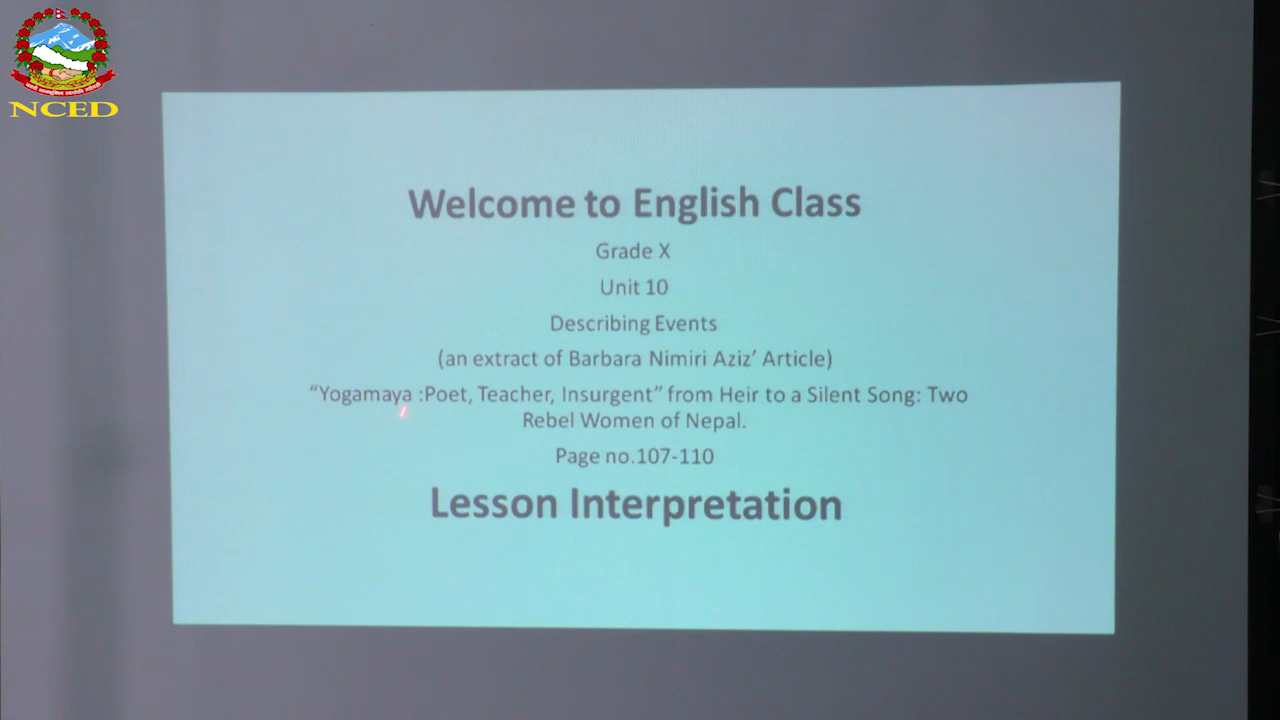 NCED
Welcome to English Class
Grade X
Unit 10
Describing Events
(an extract of Barbara Nimiri Aziz’ Article)
“Yogamaya :Poet, Teacher, Insurgent” from Heir to a Silent Song: Two
Rebel Women of Nepal.
Page no.107-110
Lesson Interpretation